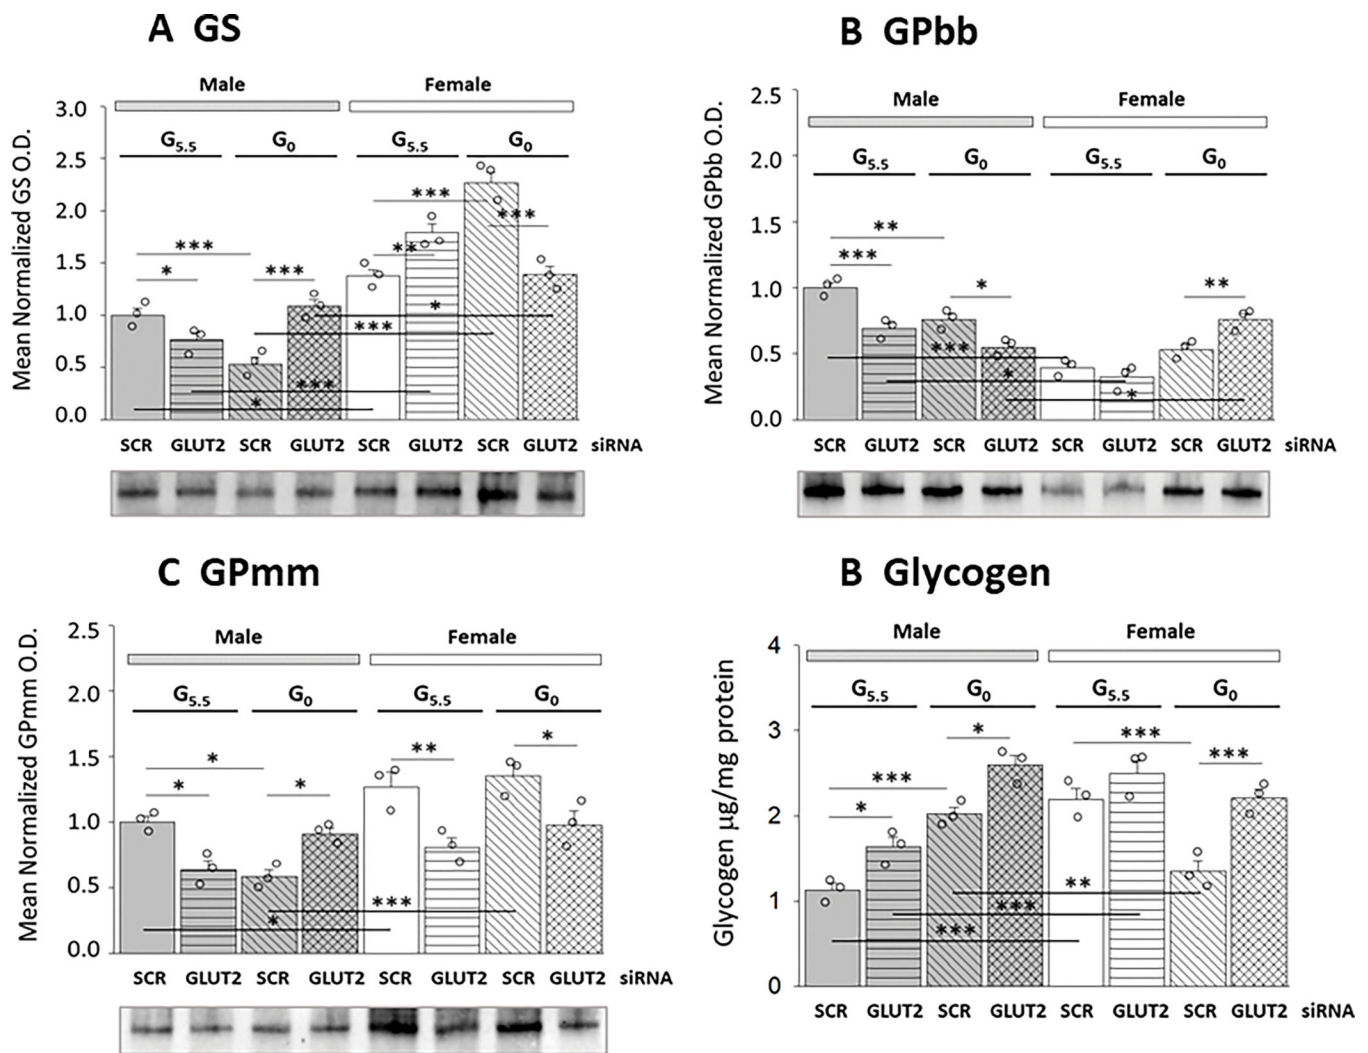 A GS
Male Female
G5.5 G0 G5.5 G0
Mean Normalized GS O.D.
3.0
2.5
2.0
1.5
1.0
0.5
0.0
*** * *** *** ** ***
* *** *** *
SCR GLUT2 SCR GLUT2 SCR GLUT2 SCR GLUT2 siRNA
B GPbb
Male Female
G5.5 G0 G5.5 G0
Mean Normalized GPbb O.D.
2.5
2.0
1.5
1.0
0.5
0.0
** *** * **
*** * *
SCR GLUT2 SCR GLUT2 SCR GLUT2 SCR GLUT2 siRNA
C GPmm
Male Female
G5.5 G0 G5.5 G0
Mean Normalized GPmm O.D.
2.5
2.0
1.5
1.0
0.5
0.0
* * * ** *
*** *
SCR GLUT2 SCR GLUT2 SCR GLUT2 SCR GLUT2 siRNA
B Glycogen
Male Female
G5.5 G0 G5.5 G0
Glycogen µg/mg protein
4
3
2
1
0
*** * * *** ***
** *** ***
SCR GLUT2 SCR GLUT2 SCR GLUT2 SCR GLUT2 siRNA